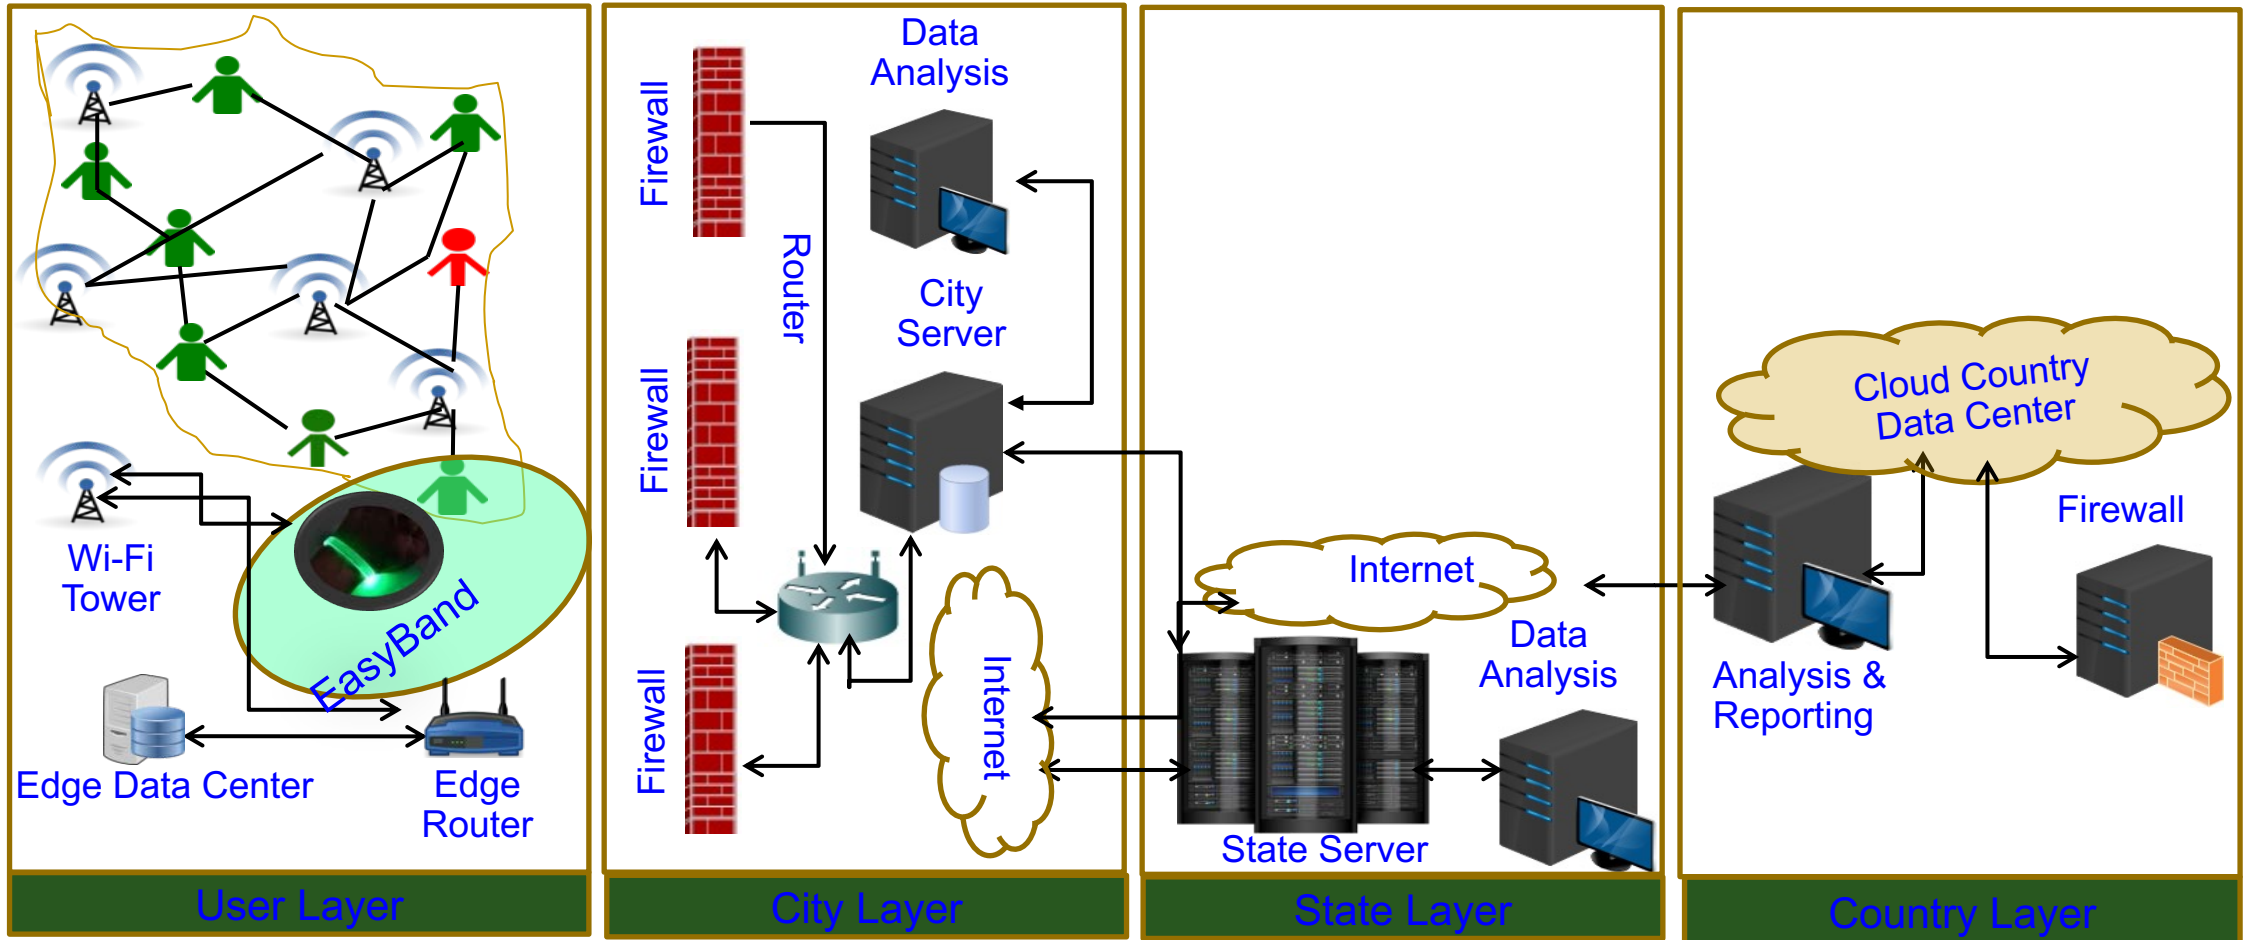 Wi-Fi
Tower
EasyBand
Edge Data Center
Edge
Router
User Layer
Firewall
Firewall
Firewall
Router
Data
Analysis
City
Server
Internet
City Layer
Internet
Data
Analysis
State Server
State Layer
Cloud Country
Data Center
Firewall
Analysis &
Reporting
Country Layer